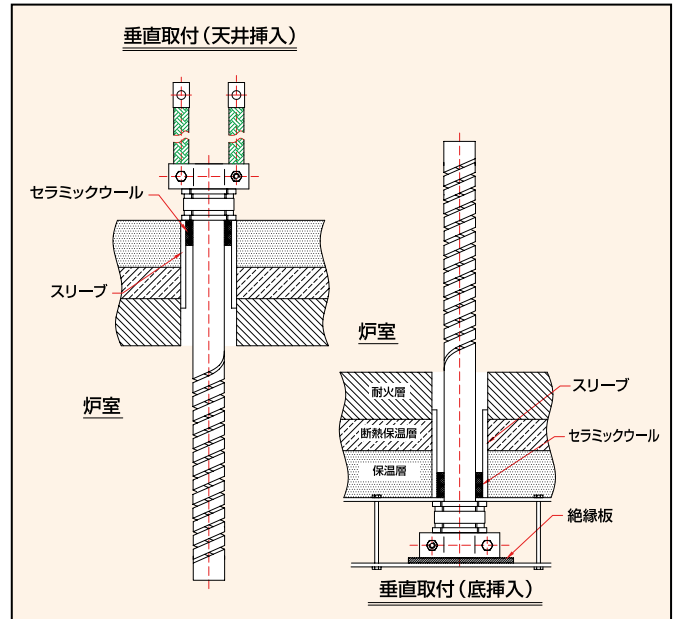 垂直取付(天井挿入)
セラミックウール
スリーブ
炉室
炉室
耐火層
断熱保温層
保温層
スリーブ
セラミックウール
絶縁板
垂直取付(底挿入)